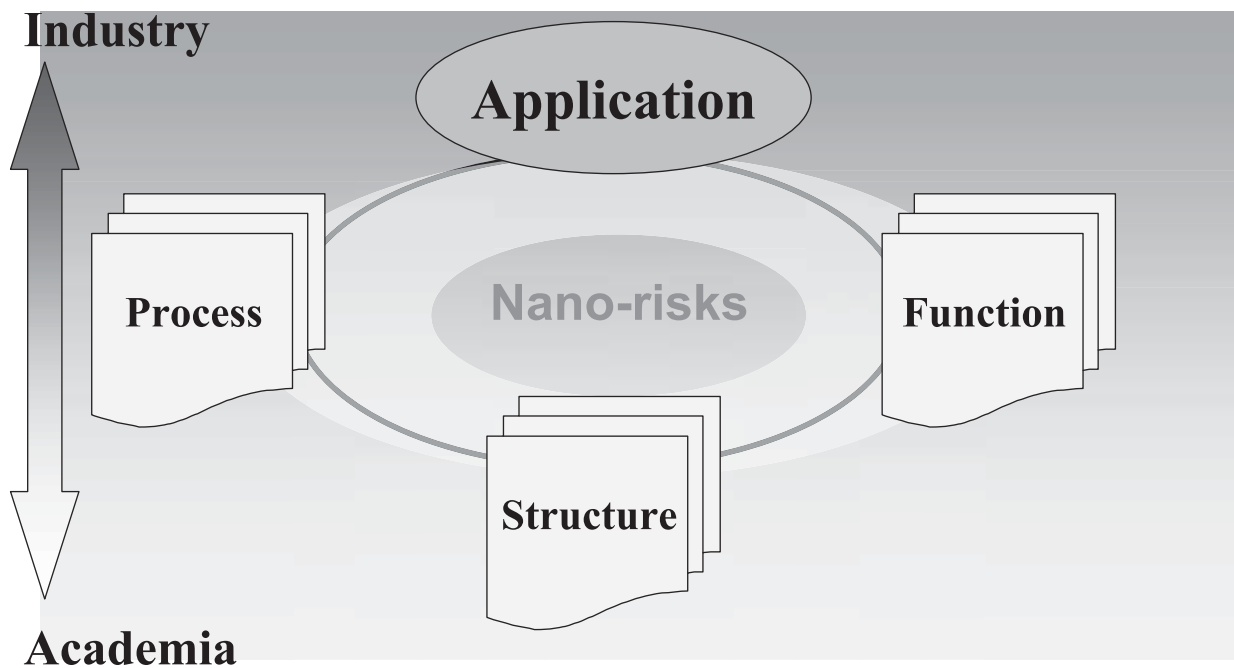 Industry
Application
Nano-risks
Process
Function
Structure
Academia